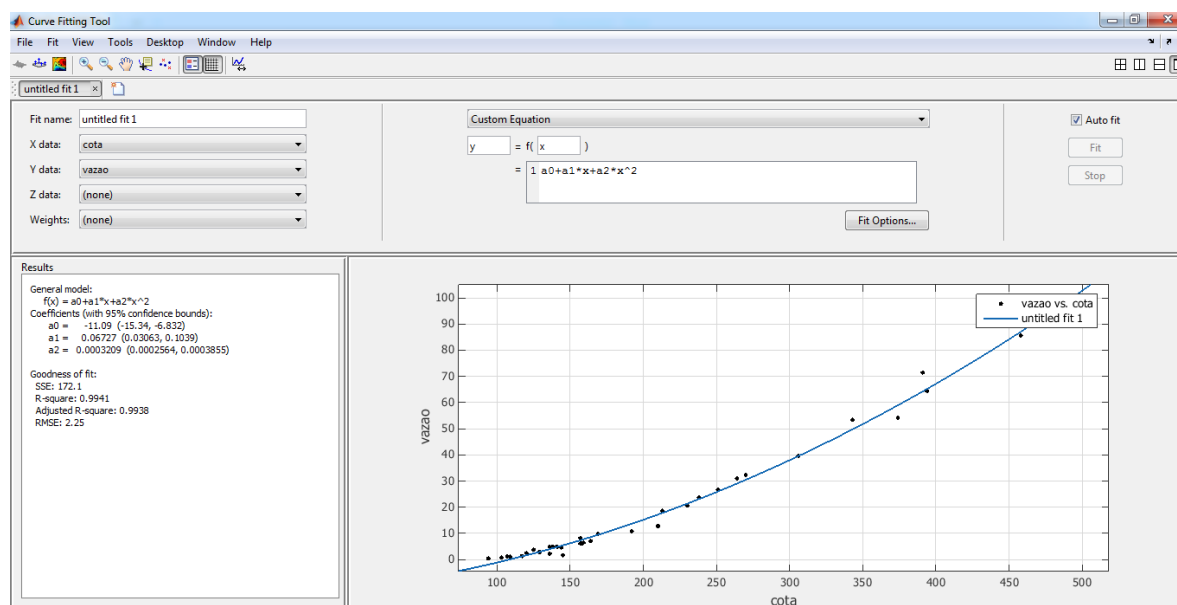 Curve Fitting Tool
File Fit View Tools Desktop Window Help
untitled fit 1
Fit name: untitled fit 1
X data: cota
Y data: vazao
Z data: (none)
Weights: (none)
Custom Equation
y = f( x )
= 1 a0+a1*x+a2*x^2
Fit Options...
Auto fit
Fit
Stop
Results
General model:
f(x) = a0+a1*x+a2*x^2
Coefficients (with 95% confidence bounds):
a0 = -11.09 (-15.34, -6.832)
a1 = 0.06727 (0.03063, 0.1039)
a2 = 0.0003209 (0.0002564, 0.0003855)
Goodness of fit:
SSE: 172.1
R-square: 0.9941
Adjusted R-square: 0.9938
RMSE: 2.25
vazao vs. cota
untitled fit 1
100
90
80
70
60
50
40
30
20
10
0
vazao
100 150 200 250 300 350 400 450 500
cota